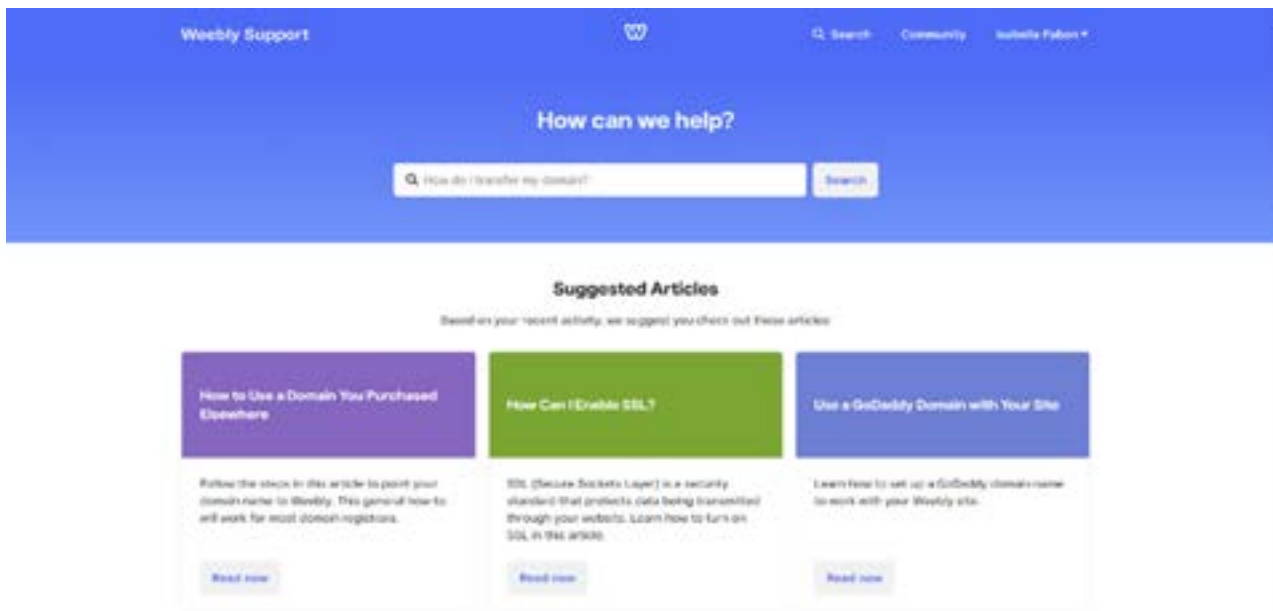 Weebly Support
Search
Community
Isabella Pabon
How can we help?
How do I transfer my domain?
Search
Suggested Articles
Based on your recent activity, we suggest you check out these articles:
How to Use a Domain You Purchased
Elsewhere
How Can I Enable SSL?
Use a GoDaddy Domain with Your Site
Follow the steps in this article to point your
domain name to Weebly. This general how-to
will work for most domain registrars.
SSL (Secure Sockets Layer) is a security
standard that protects data being transmitted
through your website. Learn how to turn on
SSL in this article.
Learn how to set up a GoDaddy domain name
to work with your Weebly site.
Read now
Read now
Read now